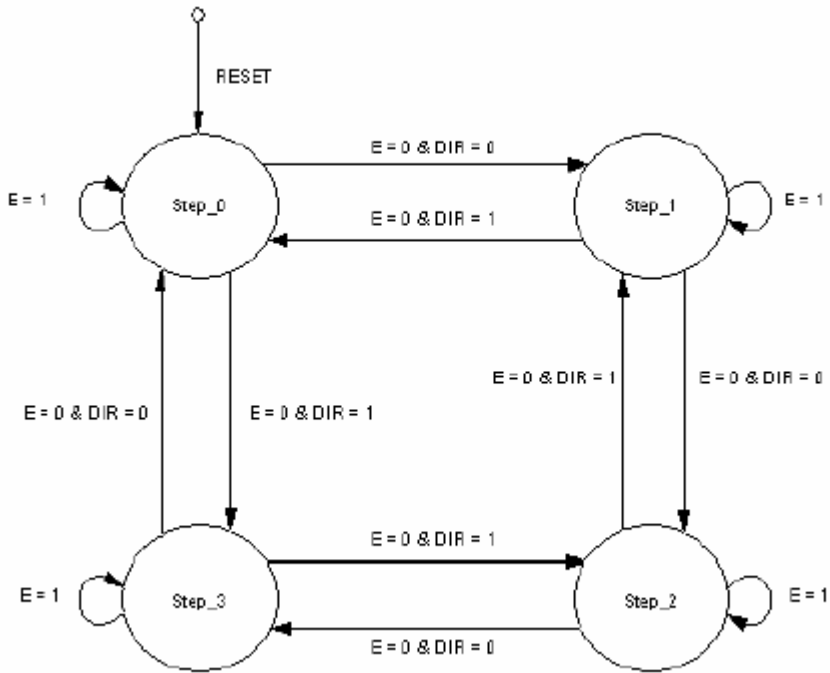 RESET
E = 0 & DIR = 0
E = 1
Step_0
Step_1
E = 1
E = 0 & DIR = 1
E = 0 & DIR = 1
E = 0 & DIR = 0
E = 0 & DIR = 0
E = 0 & DIR = 1
E = 0 & DIR = 1
E = 1
Step_3
Step_2
E = 1
E = 0 & DIR = 0